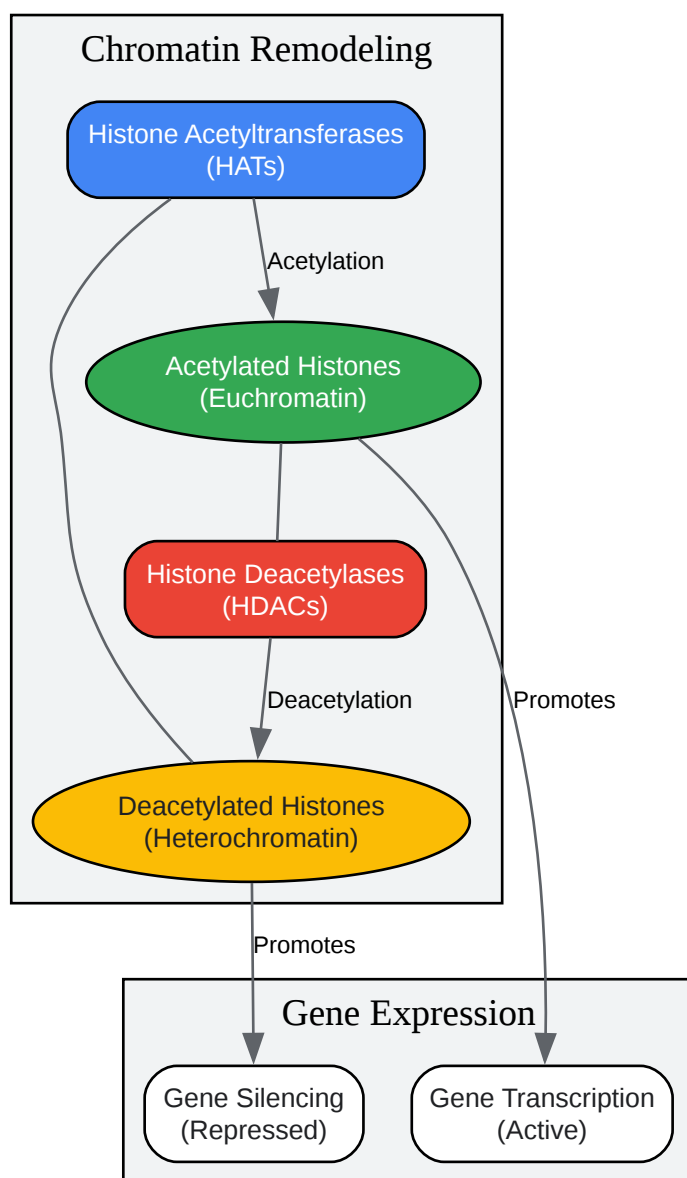 Chromatin Remodeling
Histone Acetyltransferases
(HATs)
Acetylation
Acetylated Histones
(Euchromatin)
Histone Deacetylases
(HDACs)
Deacetylation
Promotes
Deacetylated Histones
(Heterochromatin)
Promotes
Gene Expression
Gene Silencing
(Repressed)
Gene Transcription
(Active)